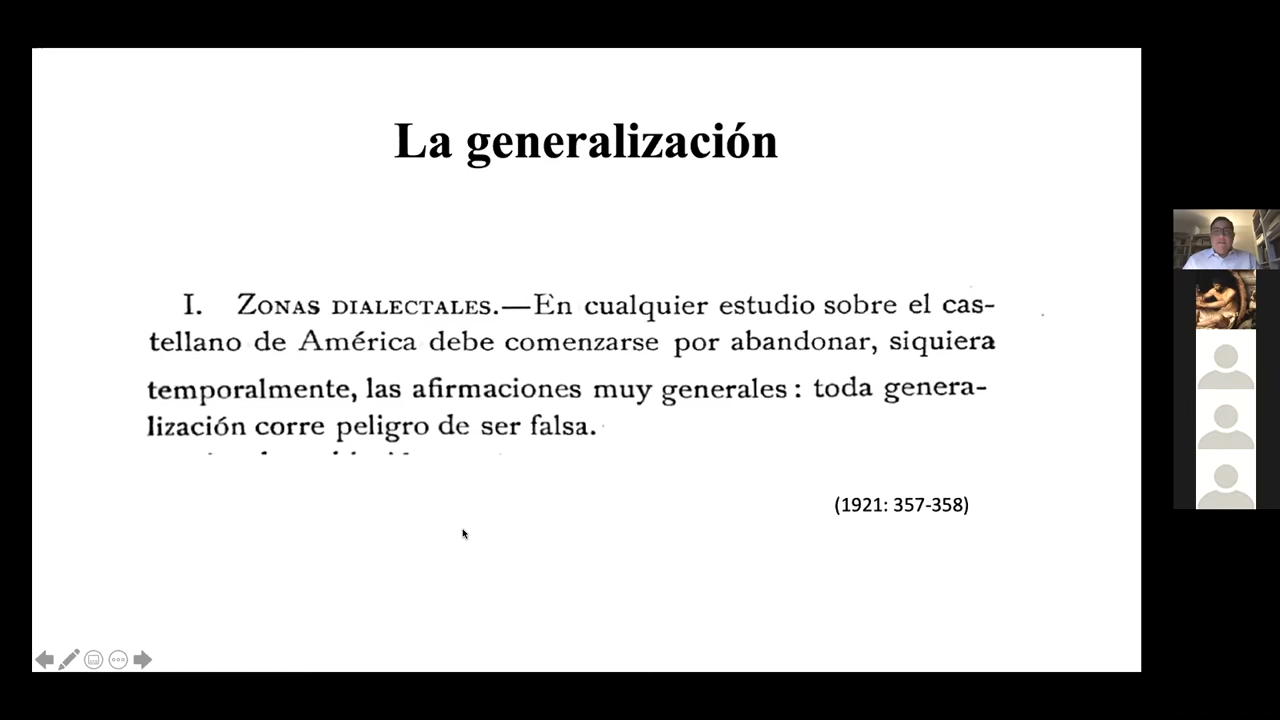 La generalización
I. ZONAS DIALECTALES.—En cualquier estudio sobre el cas-
tellano de América debe comenzarse por abandonar, siquiera
temporalmente, las afirmaciones muy generales : toda genera-
lización corre peligro de ser falsa.
(1921: 357-358)